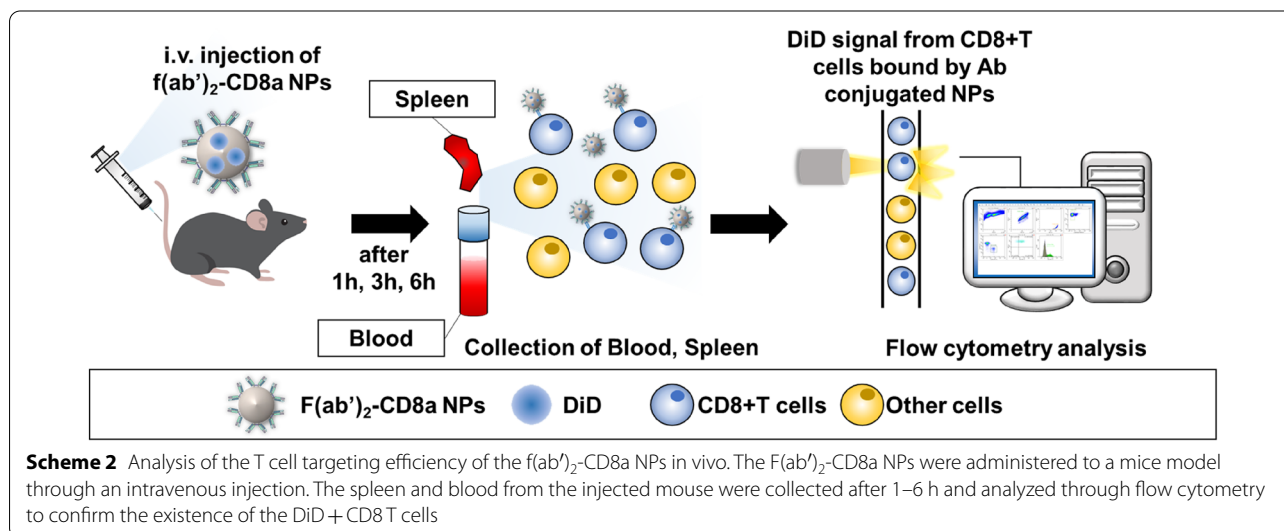 i.v. injection of
f(ab’)₂-CD8a NPs
Spleen
after
1h, 3h, 6h
Blood
Collection of Blood, Spleen
DiD signal from CD8+T
cells bound by Ab
conjugated NPs
Flow cytometry analysis
F(ab’)₂-CD8a NPs
DiD
CD8+T cells
Other cells
Scheme 2 Analysis of the T cell targeting efficiency of the f(ab′)₂-CD8a NPs in vivo. The F(ab′)₂-CD8a NPs were administered to a mice model
through an intravenous injection. The spleen and blood from the injected mouse were collected after 1–6 h and analyzed through flow cytometry
to confirm the existence of the DiD + CD8 T cells